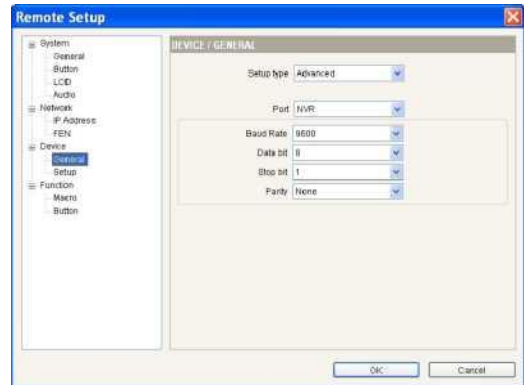 Remote Setup
System
General
Button
LCD
Audio
Network
IP Address
FEN
Device
General
Setup
Function
Macro
Button
DEVICE / GENERAL
Setup type Advanced
Port NVR
Baud Rate 9600
Data bit 8
Stop bit 1
Parity None
OK Cancel